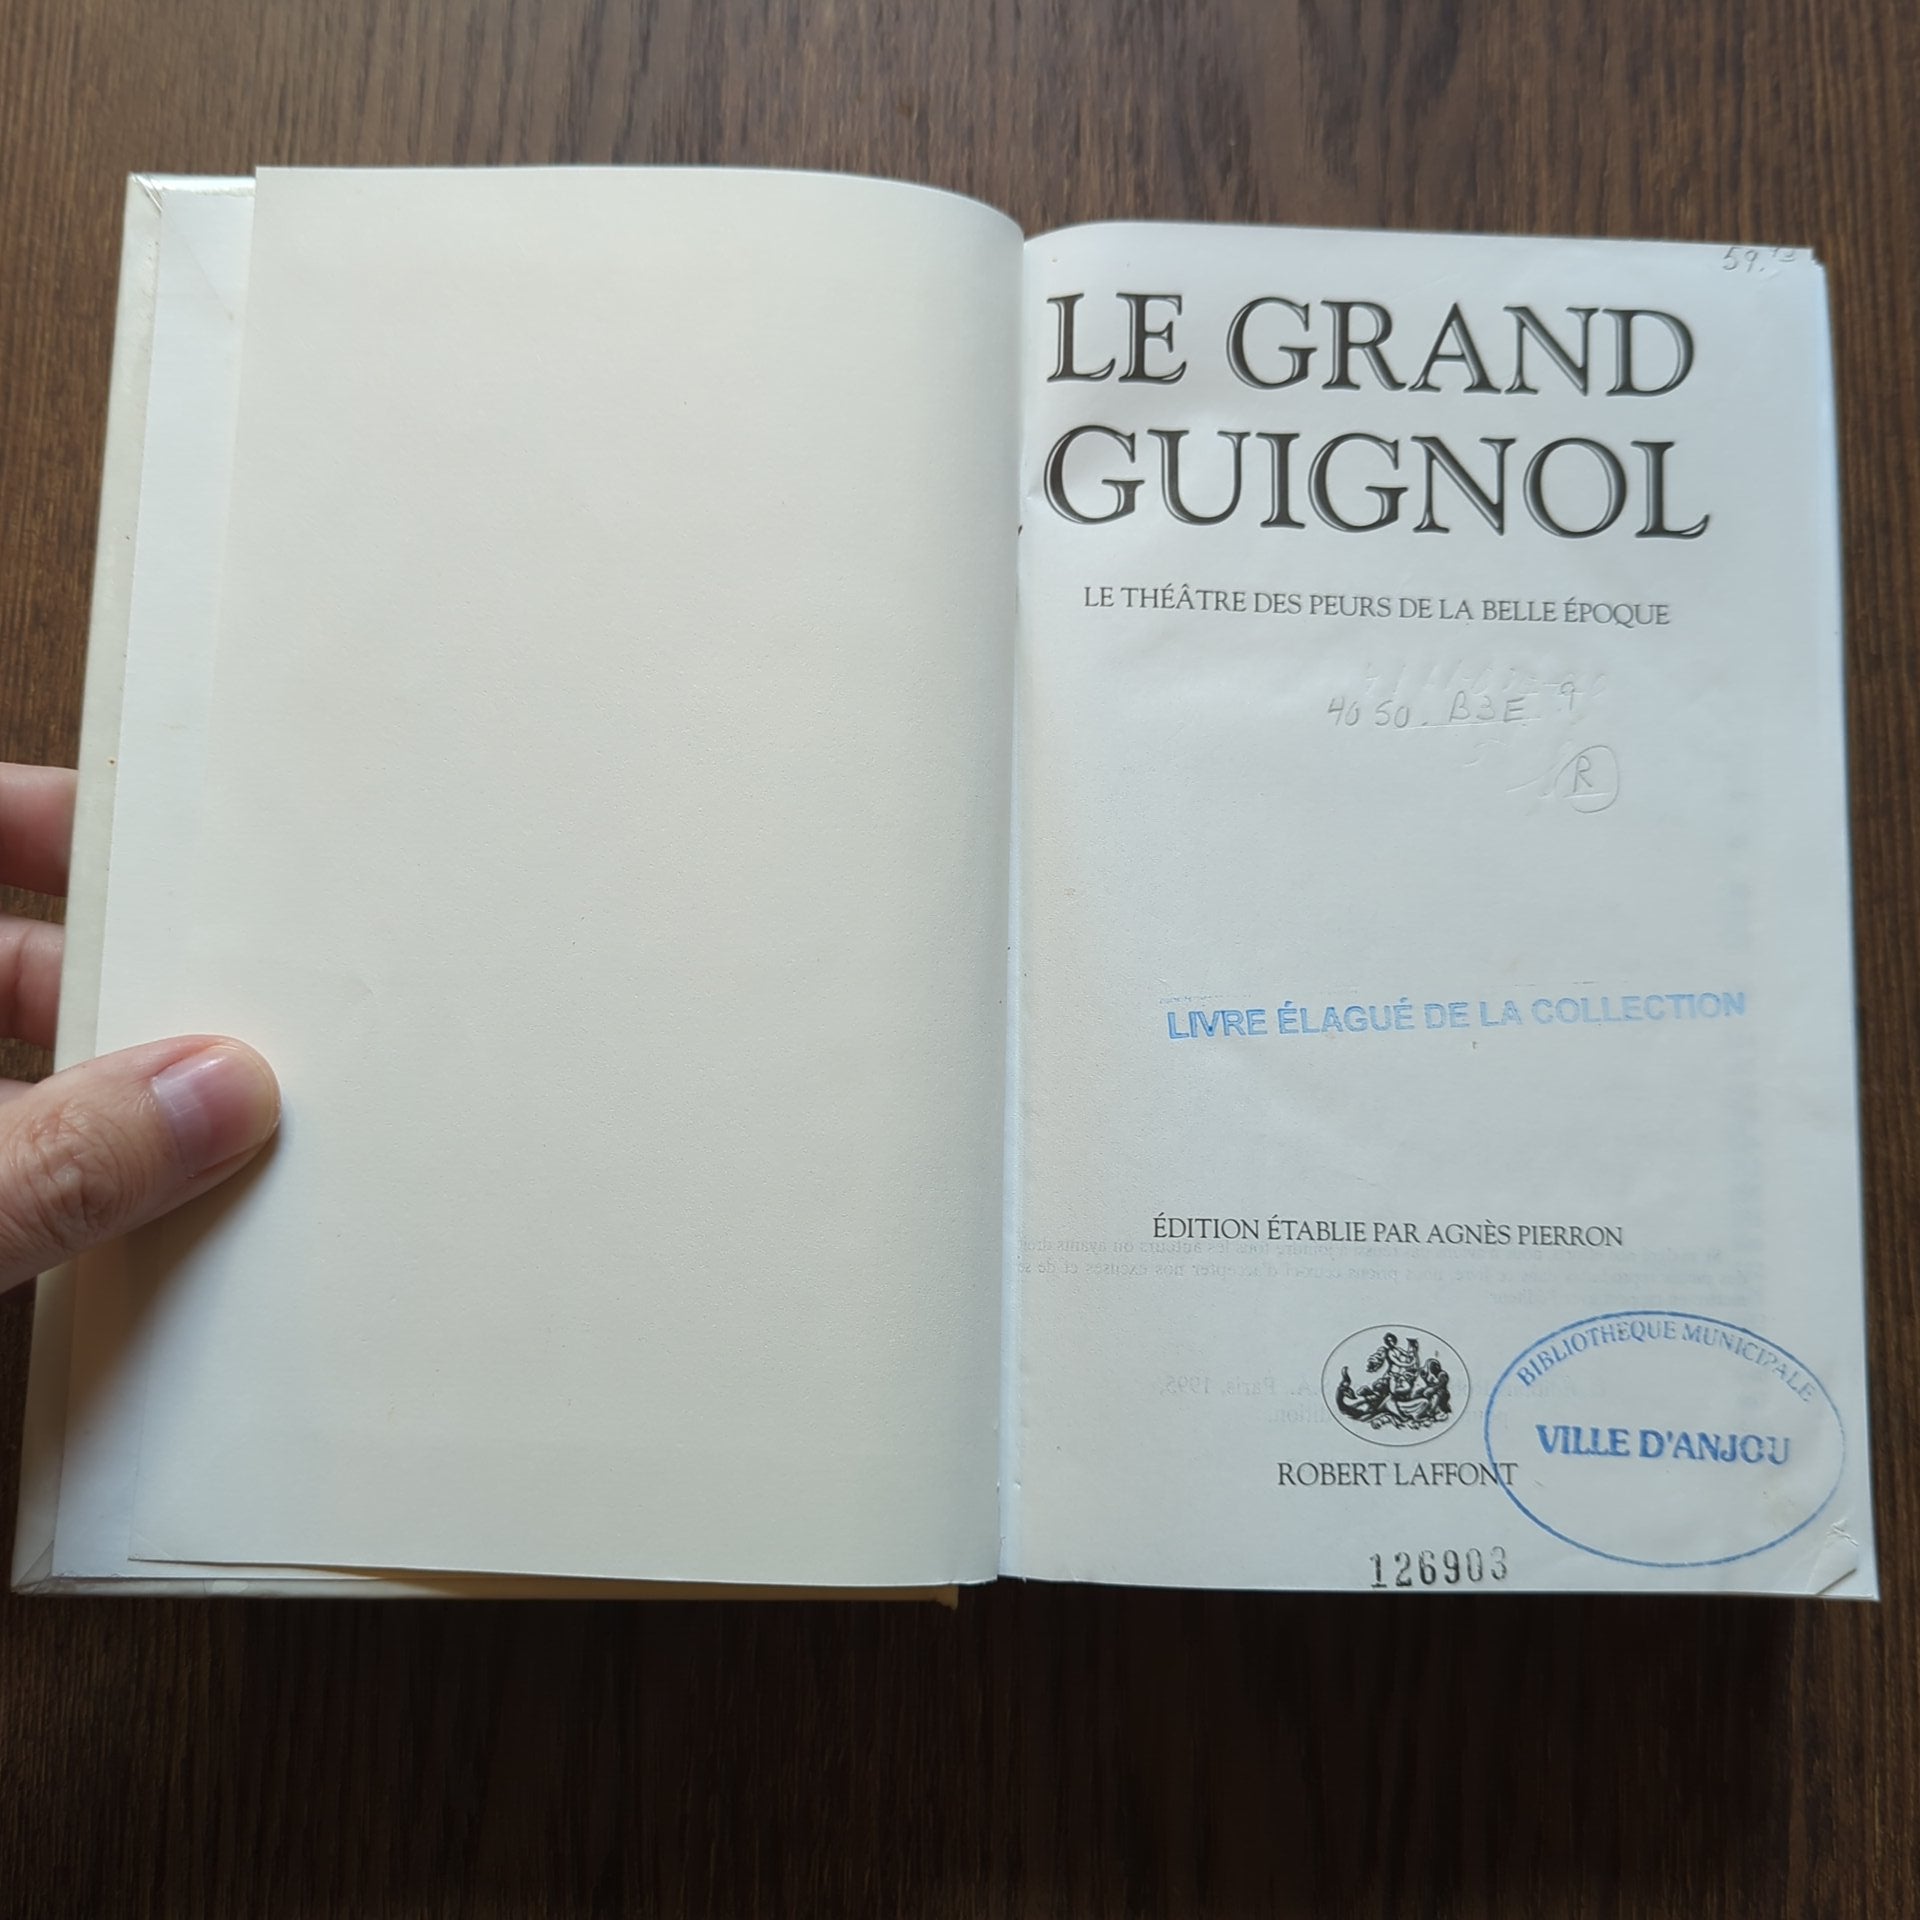 59.
LE GRAND
GUIGNOL
LE THÉÂTRE DES PEURS DE LA BELLE ÉPOQUE
4050. B3E 9
R
LIVRE ÉLAGUÉ DE LA COLLECTION
ÉDITION ÉTABLIE PAR AGNÈS PIERRON
ROBERT LAFFONT
BIBLIOTHEQUE MUNICIPALE
VILLE D'ANJOU
126903